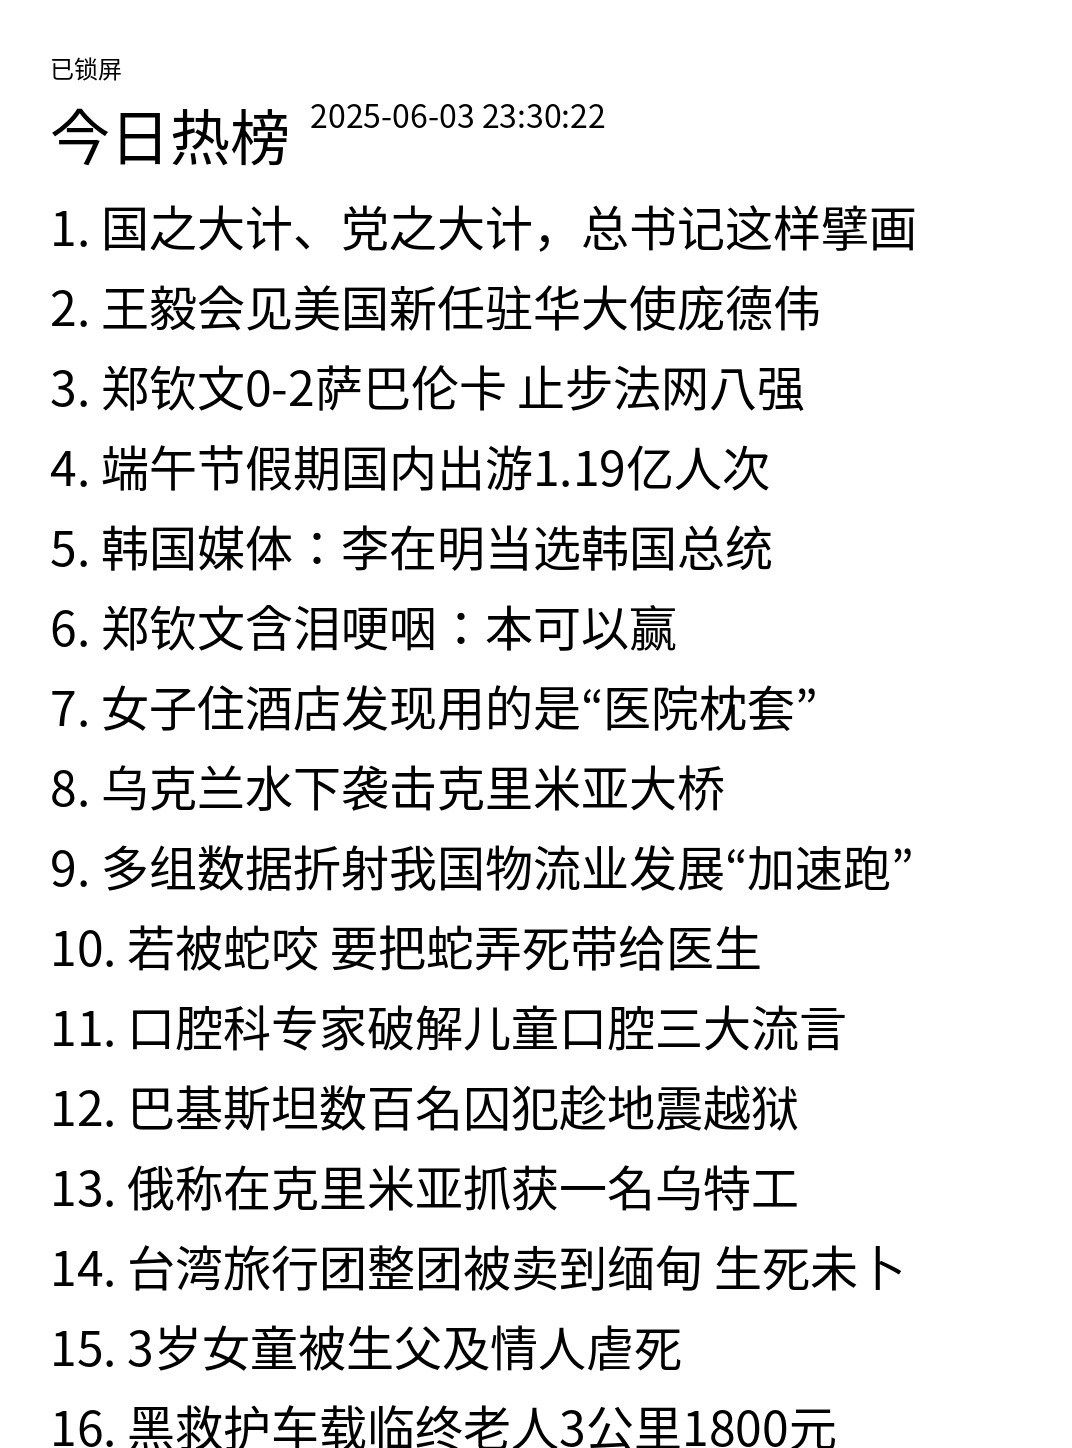 已锁屏
今日热榜 2025-06-03 23:30:22
1. 国之大计、党之大计，总书记这样擘画
2. 王毅会见美国新任驻华大使庞德伟
3. 郑钦文0-2萨巴伦卡 止步法网八强
4. 端午节假期国内出游1.19亿人次
5. 韩国媒体：李在明当选韩国总统
6. 郑钦文含泪哽咽：本可以赢
7. 女子住酒店发现用的是“医院枕套”
8. 乌克兰水下袭击克里米亚大桥
9. 多组数据折射我国物流业发展“加速跑”
10. 若被蛇咬 要把蛇弄死带给医生
11. 口腔科专家破解儿童口腔三大流言
12. 巴基斯坦数百名囚犯趁地震越狱
13. 俄称在克里米亚抓获一名乌特工
14. 台湾旅行团整团被卖到缅甸 生死未卜
15. 3岁女童被生父及情人虐死
16. 黑救护车载临终老人3公里1800元